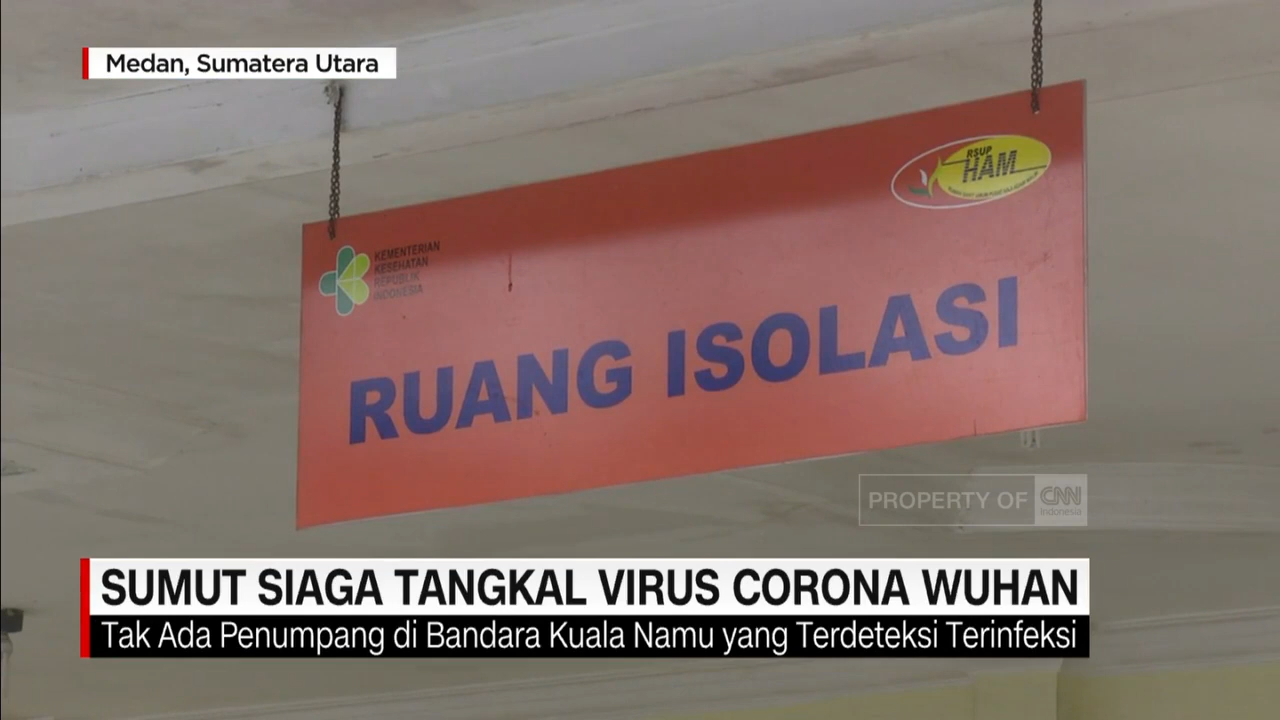 Medan, Sumatera Utara
RSUP
HAM
KEMENTERIAN
KESEHATAN
REPUBLIK
INDONESIA
RUANG ISOLASI
PROPERTY OF CNN
Indonesia
SUMUT SIAGA TANGKAL VIRUS CORONA WUHAN
Tak Ada Penumpang di Bandara Kuala Namu yang Terdeteksi Terinfeksi